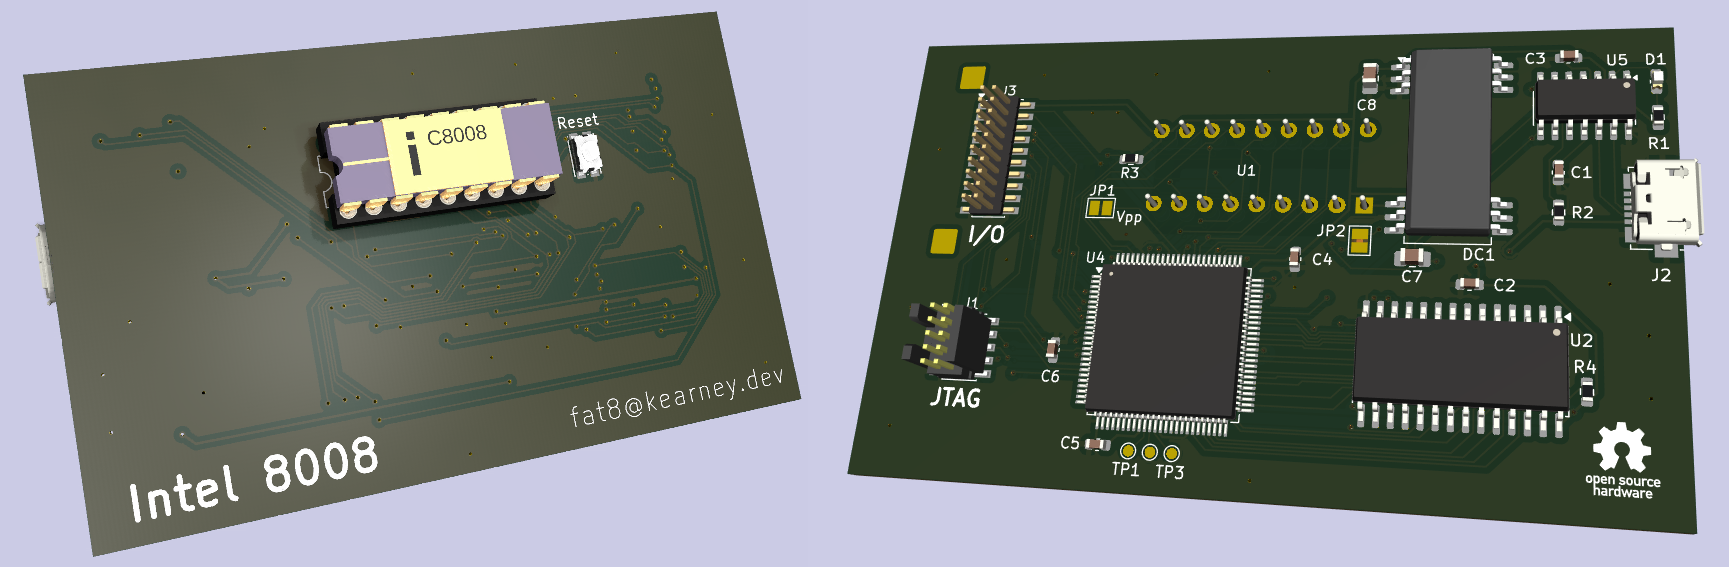 i C8008
Reset
fat8@kearney.dev
Intel 8008
J3
C3
U5
D1
C8
R1
R3
U1
C1
JP1
Vpp
R2
I/O
JP2
U4
C4
DC1
C7
J2
C2
J1
U2
C6
R4
JTAG
C5
TP1
TP3
open source
hardware